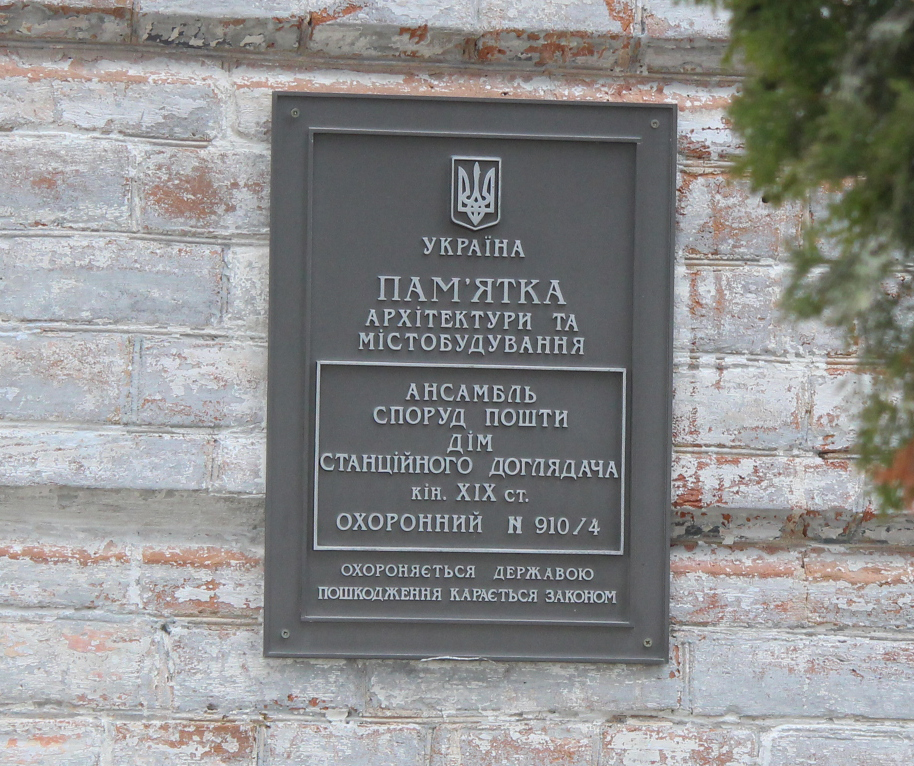 УКРАЇНА
ПАМ'ЯТКА
АРХІТЕКТУРИ ТА
МІСТОБУДУВАННЯ
АНСАМБЛЬ
СПОРУД ПОШТИ
ДІМ
СТАНЦІЙНОГО ДОГЛЯДАЧА
кін. XIX ст.
ОХОРОННИЙ N 910/4
ОХОРОНЯЄТЬСЯ ДЕРЖАВОЮ
ПОШКОДЖЕННЯ КАРАЄТЬСЯ ЗАКОНОМ